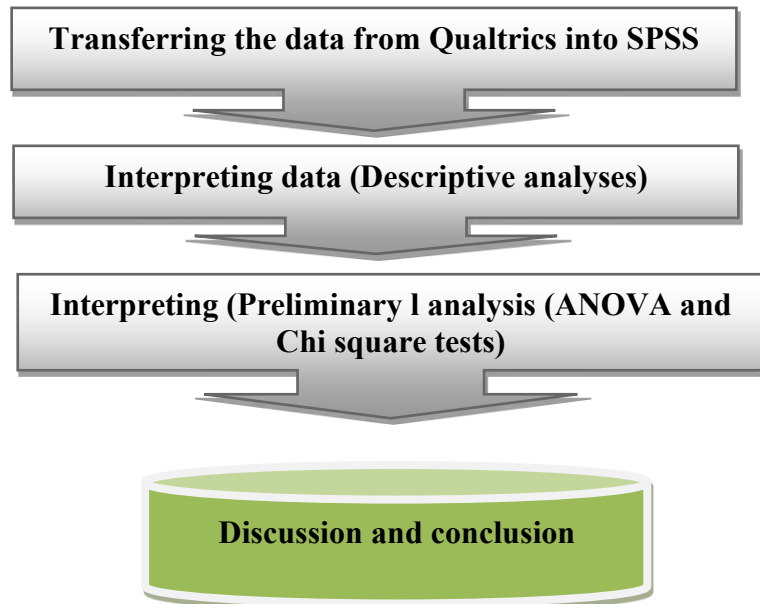 Transferring the data from Qualtrics into SPSS
Interpreting data (Descriptive analyses)
Interpreting (Preliminary l analysis (ANOVA and
Chi square tests)
Discussion and conclusion